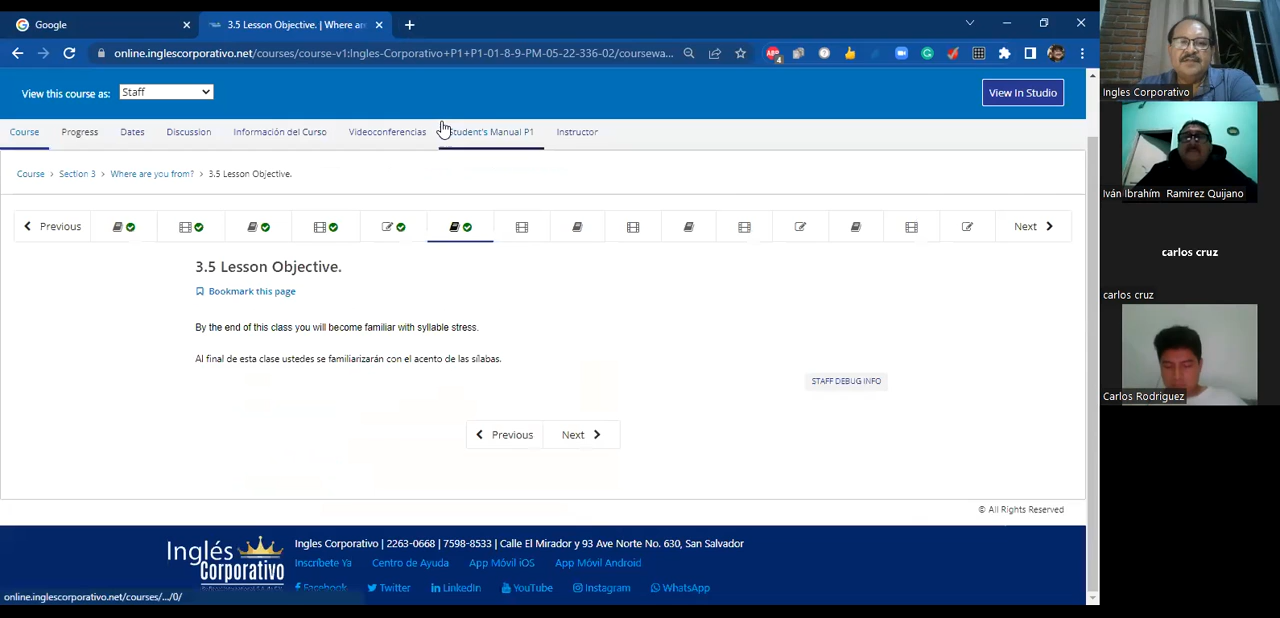 Google
3.5 Lesson Objective. | Where are
online.inglescorporativo.net/courses/course-v1:Ingles-Corporativo+P1+P1-01-8-9-PM-05-22-336-02/coursewa...
4
View this course as:
Staff
View In Studio
Course
Progress
Dates
Discussion
Información del Curso
Videoconferencias
Student's Manual P1
Instructor
Course > Section 3 > Where are you from? > 3.5 Lesson Objective.
Previous
Next
3.5 Lesson Objective.
Bookmark this page
By the end of this class you will become familiar with syllable stress.
Al final de esta clase ustedes se familiarizarán con el acento de las sílabas.
STAFF DEBUG INFO
Previous
Next
© All Rights Reserved
Inglés Corporativo
Ingles Corporativo | 2263-0668 | 7598-8533 | Calle El Mirador y 93 Ave Norte No. 630, San Salvador
Inscríbete Ya
Centro de Ayuda
App Móvil iOS
App Móvil Android
Facebook
Twitter
LinkedIn
YouTube
Instagram
WhatsApp
online.inglescorporativo.net/courses/.../0/
Ingles Corporativo
Iván Ibrahím Ramirez Quijano
carlos cruz
carlos cruz
Carlos Rodriguez